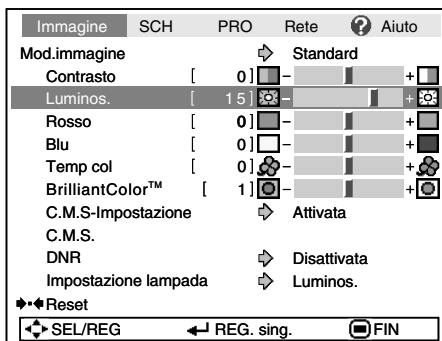 Immagine SCH PRO Rete ? Aiuto
Mod.immagine Standard
Contrasto [ 0] - +
Luminos. [ 15] - +
Rosso [ 0] - +
Blu [ 0] - +
Temp col [ 0] - +
BrilliantColor™ [ 1] - +
C.M.S-Impostazione Attivata
C.M.S.
DNR Disattivata
Impostazione lampada Luminos.
Reset
SEL/REG REG. sing. FIN